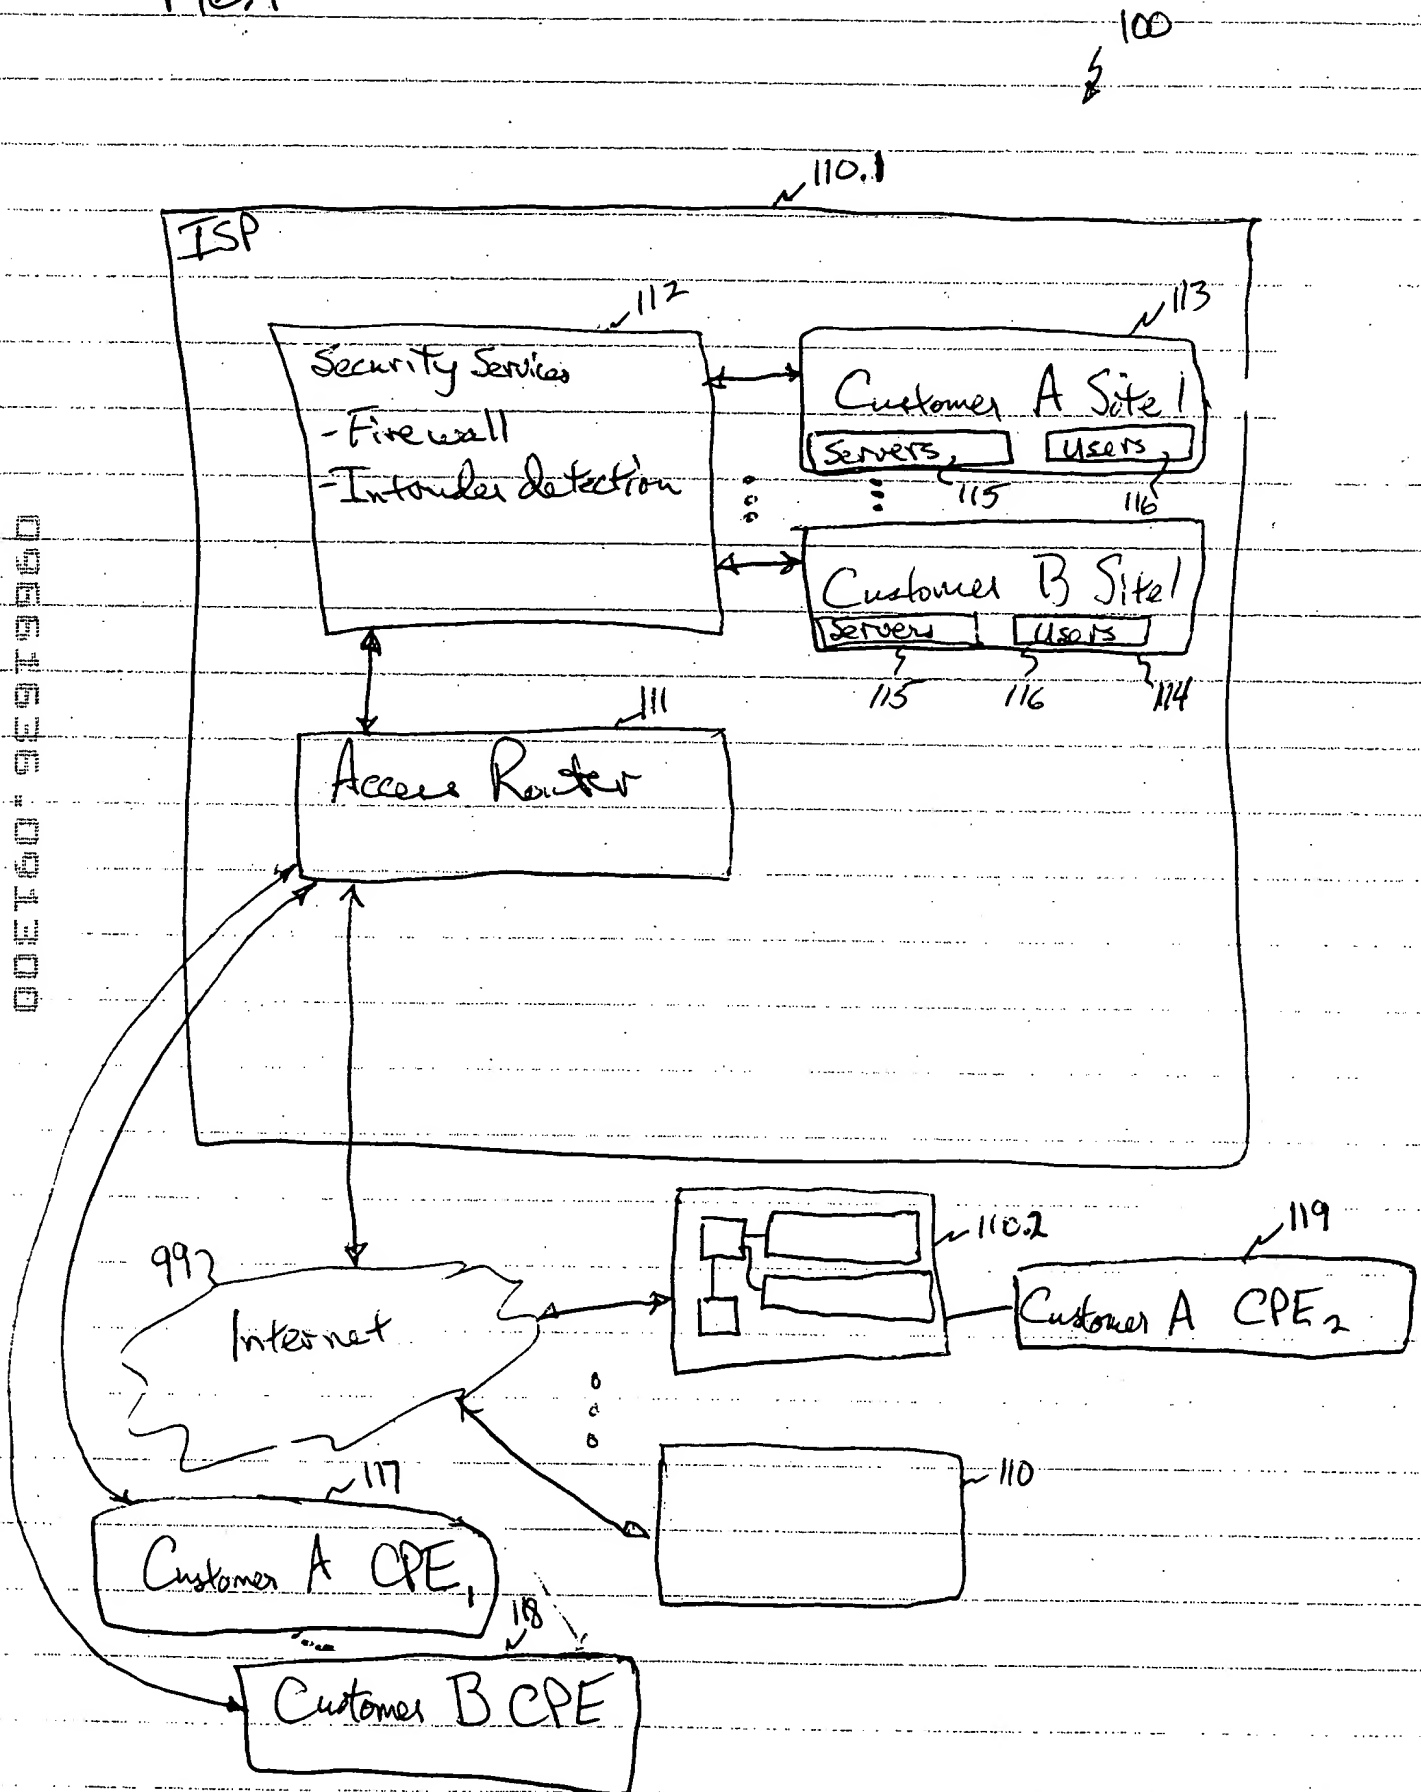 100
110.1
ISP
112
113
Security Services
- Firewall
- Intruder detection
Customer A Site 1
Servers
Users
115
116
Customer B Site 1
Servers
Users
115
116
114
111
Access Router
09661636.091300
110.2
119
99
Internet
Customer A CPE2
117
110
Customer A CPE1
118
Customer B CPE